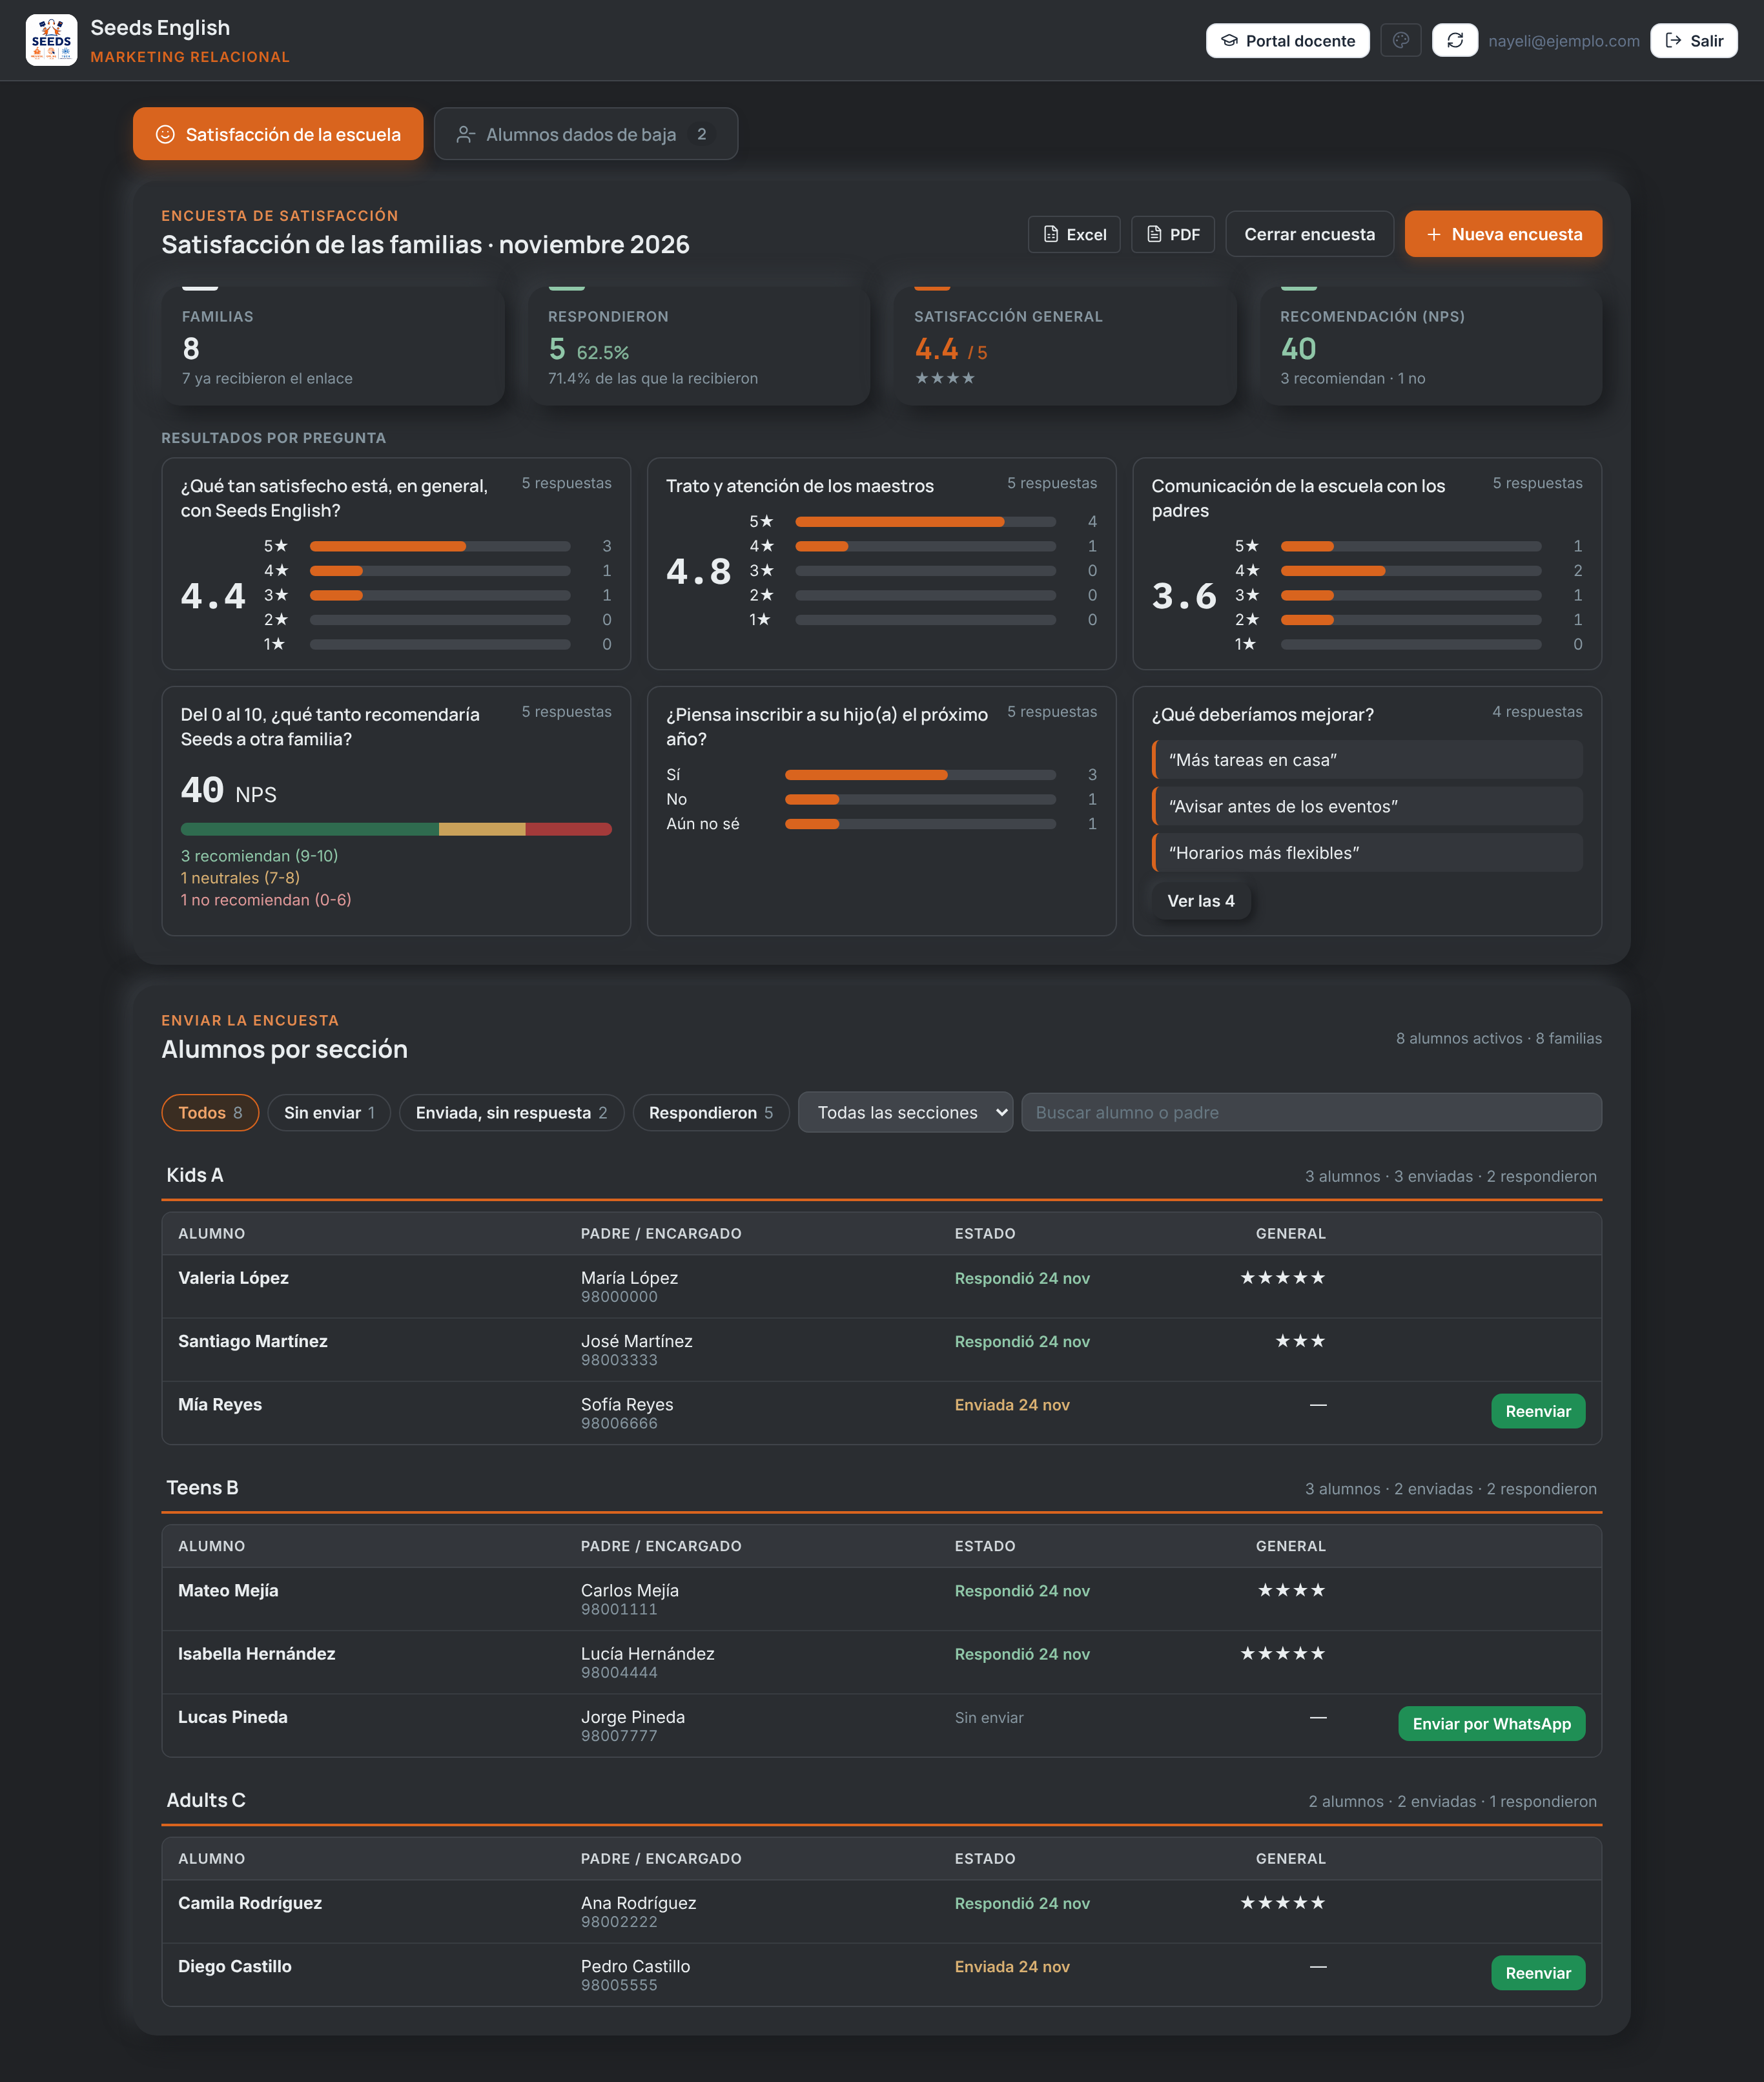 SEEDS
Seeds English
MARKETING RELACIONAL
Portal docente
nayeli@ejemplo.com
Salir
Satisfacción de la escuela
Alumnos dados de baja 2
ENCUESTA DE SATISFACCIÓN
Satisfacción de las familias · noviembre 2026
Excel
PDF
Cerrar encuesta
+ Nueva encuesta
FAMILIAS
8
7 ya recibieron el enlace
RESPONDIERON
5 62.5%
71.4% de las que la recibieron
SATISFACCIÓN GENERAL
4.4 / 5
★★★★
RECOMENDACIÓN (NPS)
40
3 recomiendan · 1 no
RESULTADOS POR PREGUNTA
¿Qué tan satisfecho está, en general,
con Seeds English?
5 respuestas
4.4
5★ 3
4★ 1
3★ 1
2★ 0
1★ 0
Trato y atención de los maestros
5 respuestas
4.8
5★ 4
4★ 1
3★ 0
2★ 0
1★ 0
Comunicación de la escuela con los
padres
5 respuestas
3.6
5★ 1
4★ 2
3★ 1
2★ 1
1★ 0
Del 0 al 10, ¿qué tanto recomendaría
Seeds a otra familia?
5 respuestas
40 NPS
3 recomiendan (9-10)
1 neutrales (7-8)
1 no recomiendan (0-6)
¿Piensa inscribir a su hijo(a) el próximo
año?
5 respuestas
Sí 3
No 1
Aún no sé 1
¿Qué deberíamos mejorar?
4 respuestas
“Más tareas en casa”
“Avisar antes de los eventos”
“Horarios más flexibles”
Ver las 4
ENVIAR LA ENCUESTA
Alumnos por sección
8 alumnos activos · 8 familias
Todos 8
Sin enviar 1
Enviada, sin respuesta 2
Respondieron 5
Todas las secciones
Buscar alumno o padre
Kids A
3 alumnos · 3 enviadas · 2 respondieron
ALUMNO PADRE / ENCARGADO ESTADO GENERAL
Valeria López María López Respondió 24 nov ★★★★★
98000000
Santiago Martínez José Martínez Respondió 24 nov ★★★
98003333
Mía Reyes Sofía Reyes Enviada 24 nov — Reenviar
98006666
Teens B
3 alumnos · 2 enviadas · 2 respondieron
ALUMNO PADRE / ENCARGADO ESTADO GENERAL
Mateo Mejía Carlos Mejía Respondió 24 nov ★★★★
98001111
Isabella Hernández Lucía Hernández Respondió 24 nov ★★★★★
98004444
Lucas Pineda Jorge Pineda Sin enviar — Enviar por WhatsApp
98007777
Adults C
2 alumnos · 2 enviadas · 1 respondieron
ALUMNO PADRE / ENCARGADO ESTADO GENERAL
Camila Rodríguez Ana Rodríguez Respondió 24 nov ★★★★★
98002222
Diego Castillo Pedro Castillo Enviada 24 nov — Reenviar
98005555